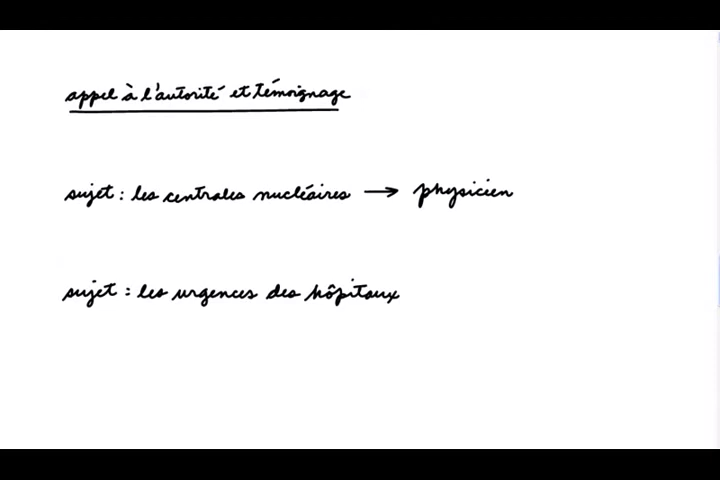 appel à l'autorité et témoignage
sujet : les centrales nucléaires → physicien
sujet : les urgences des hôpitaux